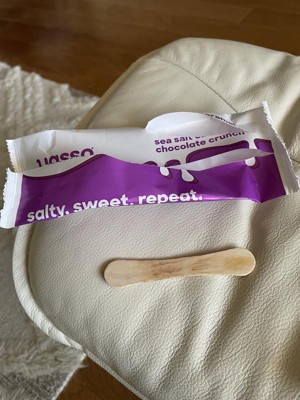 yasso
sea salt
chocolate crunch
salty. sweet. repeat.